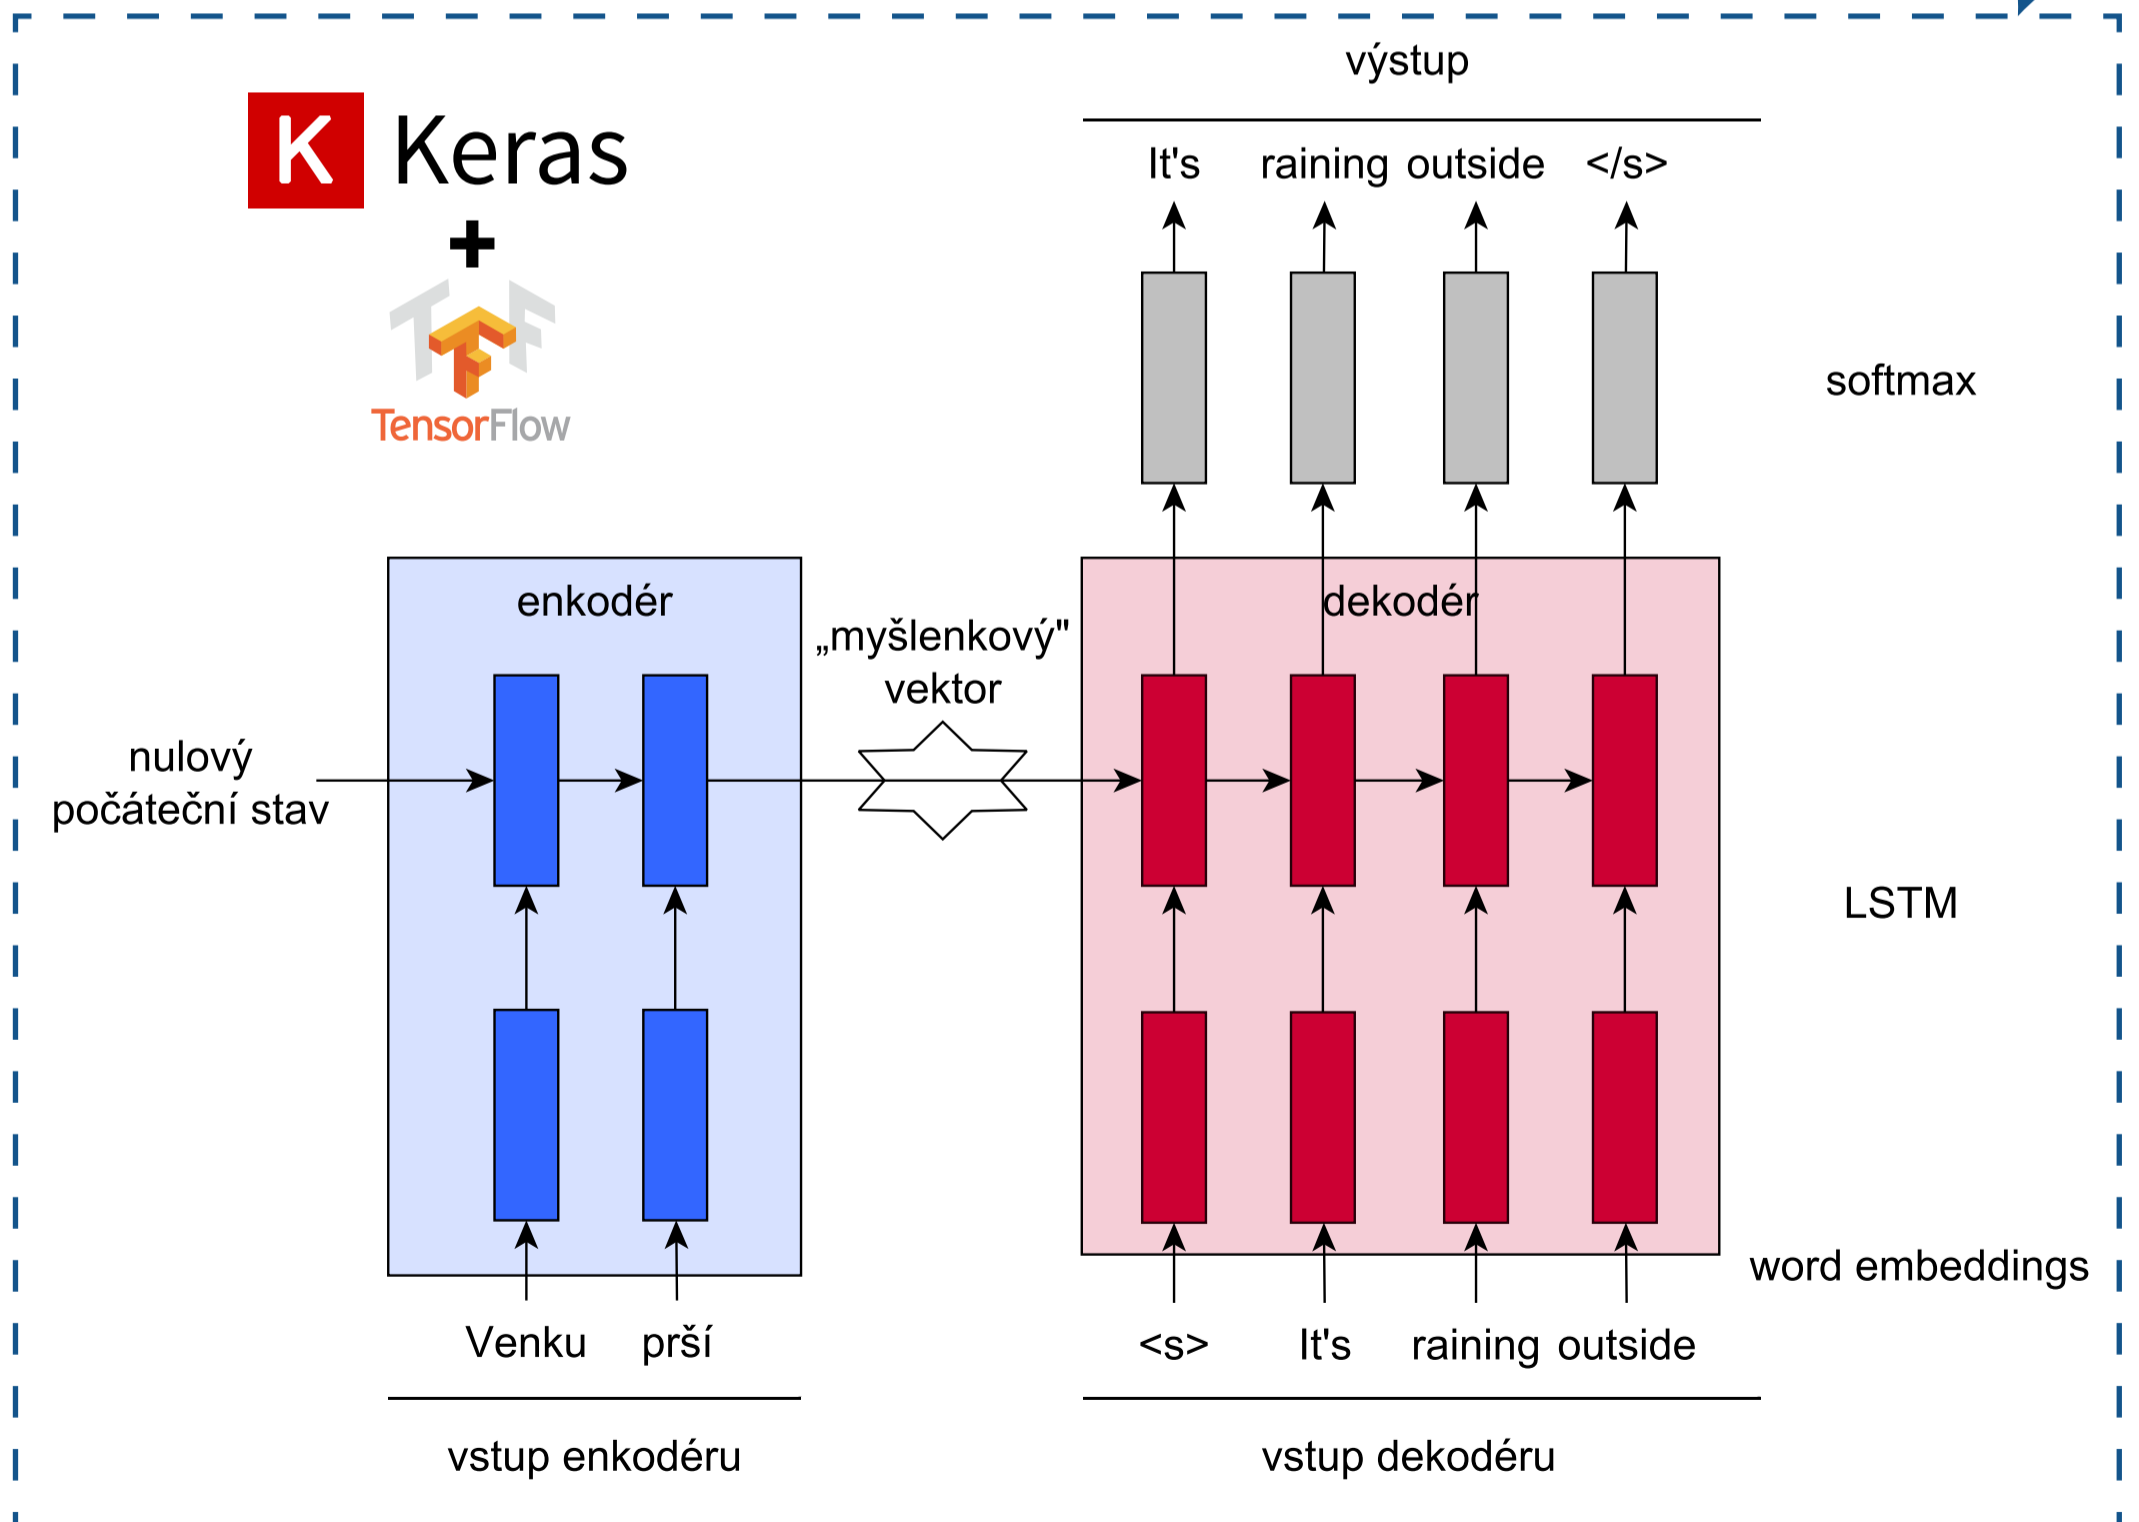 výstup
K Keras
It's raining outside </s>
+
TensorFlow
softmax
enkodér
dekodér
„myšlenkový"
vektor
nulový
počáteční stav
LSTM
word embeddings
Venku prší
<s> It's raining outside
vstup enkodéru
vstup dekodéru